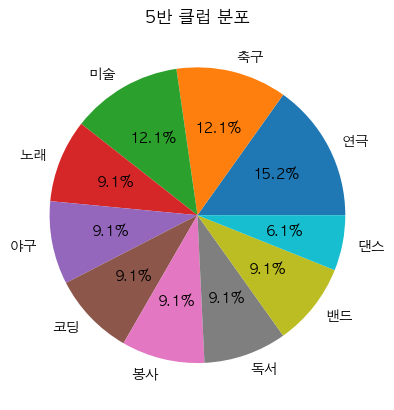 5반 클럽 분포
연극
15.2%
축구
12.1%
미술
12.1%
노래
9.1%
야구
9.1%
코딩
9.1%
봉사
9.1%
독서
9.1%
밴드
9.1%
댄스
6.1%